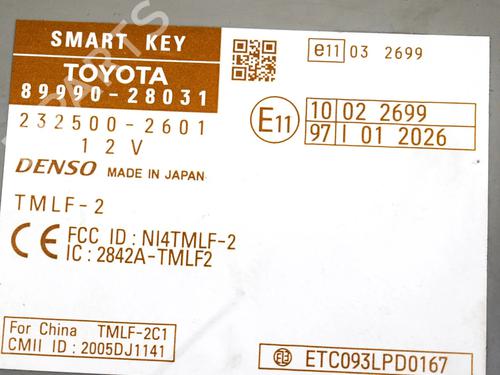 SMART KEY
TOYOTA
89990-28031
232500-2601
12V
DENSO MADE IN JAPAN
TMLF-2
CE FCC ID : NI4TMLF-2
IC : 2842A-TMLF2
For China TMLF-2C1
CMII ID : 2005DJ1141
e11 03 2699
E11 10 02 2699
97 I 01 2026
ETC093LPD0167